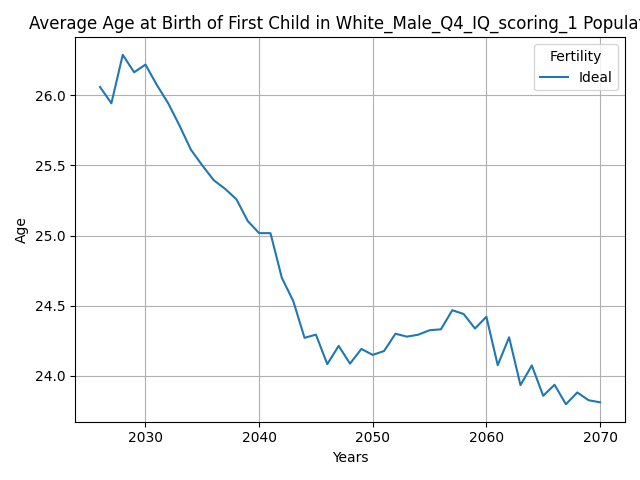 Average Age at Birth of First Child in White_Male_Q4_IQ_scoring_1 Popula
Fertility
Ideal
26.0
25.5
25.0
24.5
24.0
Age
2030 2040 2050 2060 2070
Years